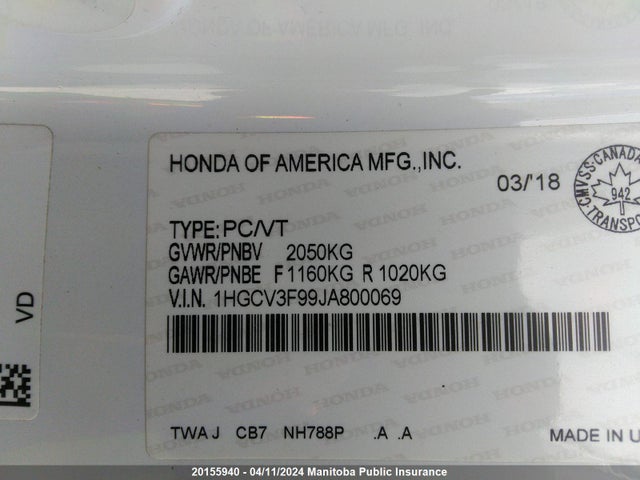 HONDA OF AMERICA MFG.,INC.
03/'18
CMVSS·CANADA
942
TRANSPO
TYPE: PC/VT
GVWR/PNBV 2050KG
GAWR/PNBE F1160KG R 1020KG
V.I.N. 1HGCV3F99JA800069
VD
TWA J CB7 NH788P .A .A
MADE IN U
20155940 - 04/11/2024 Manitoba Public Insurance